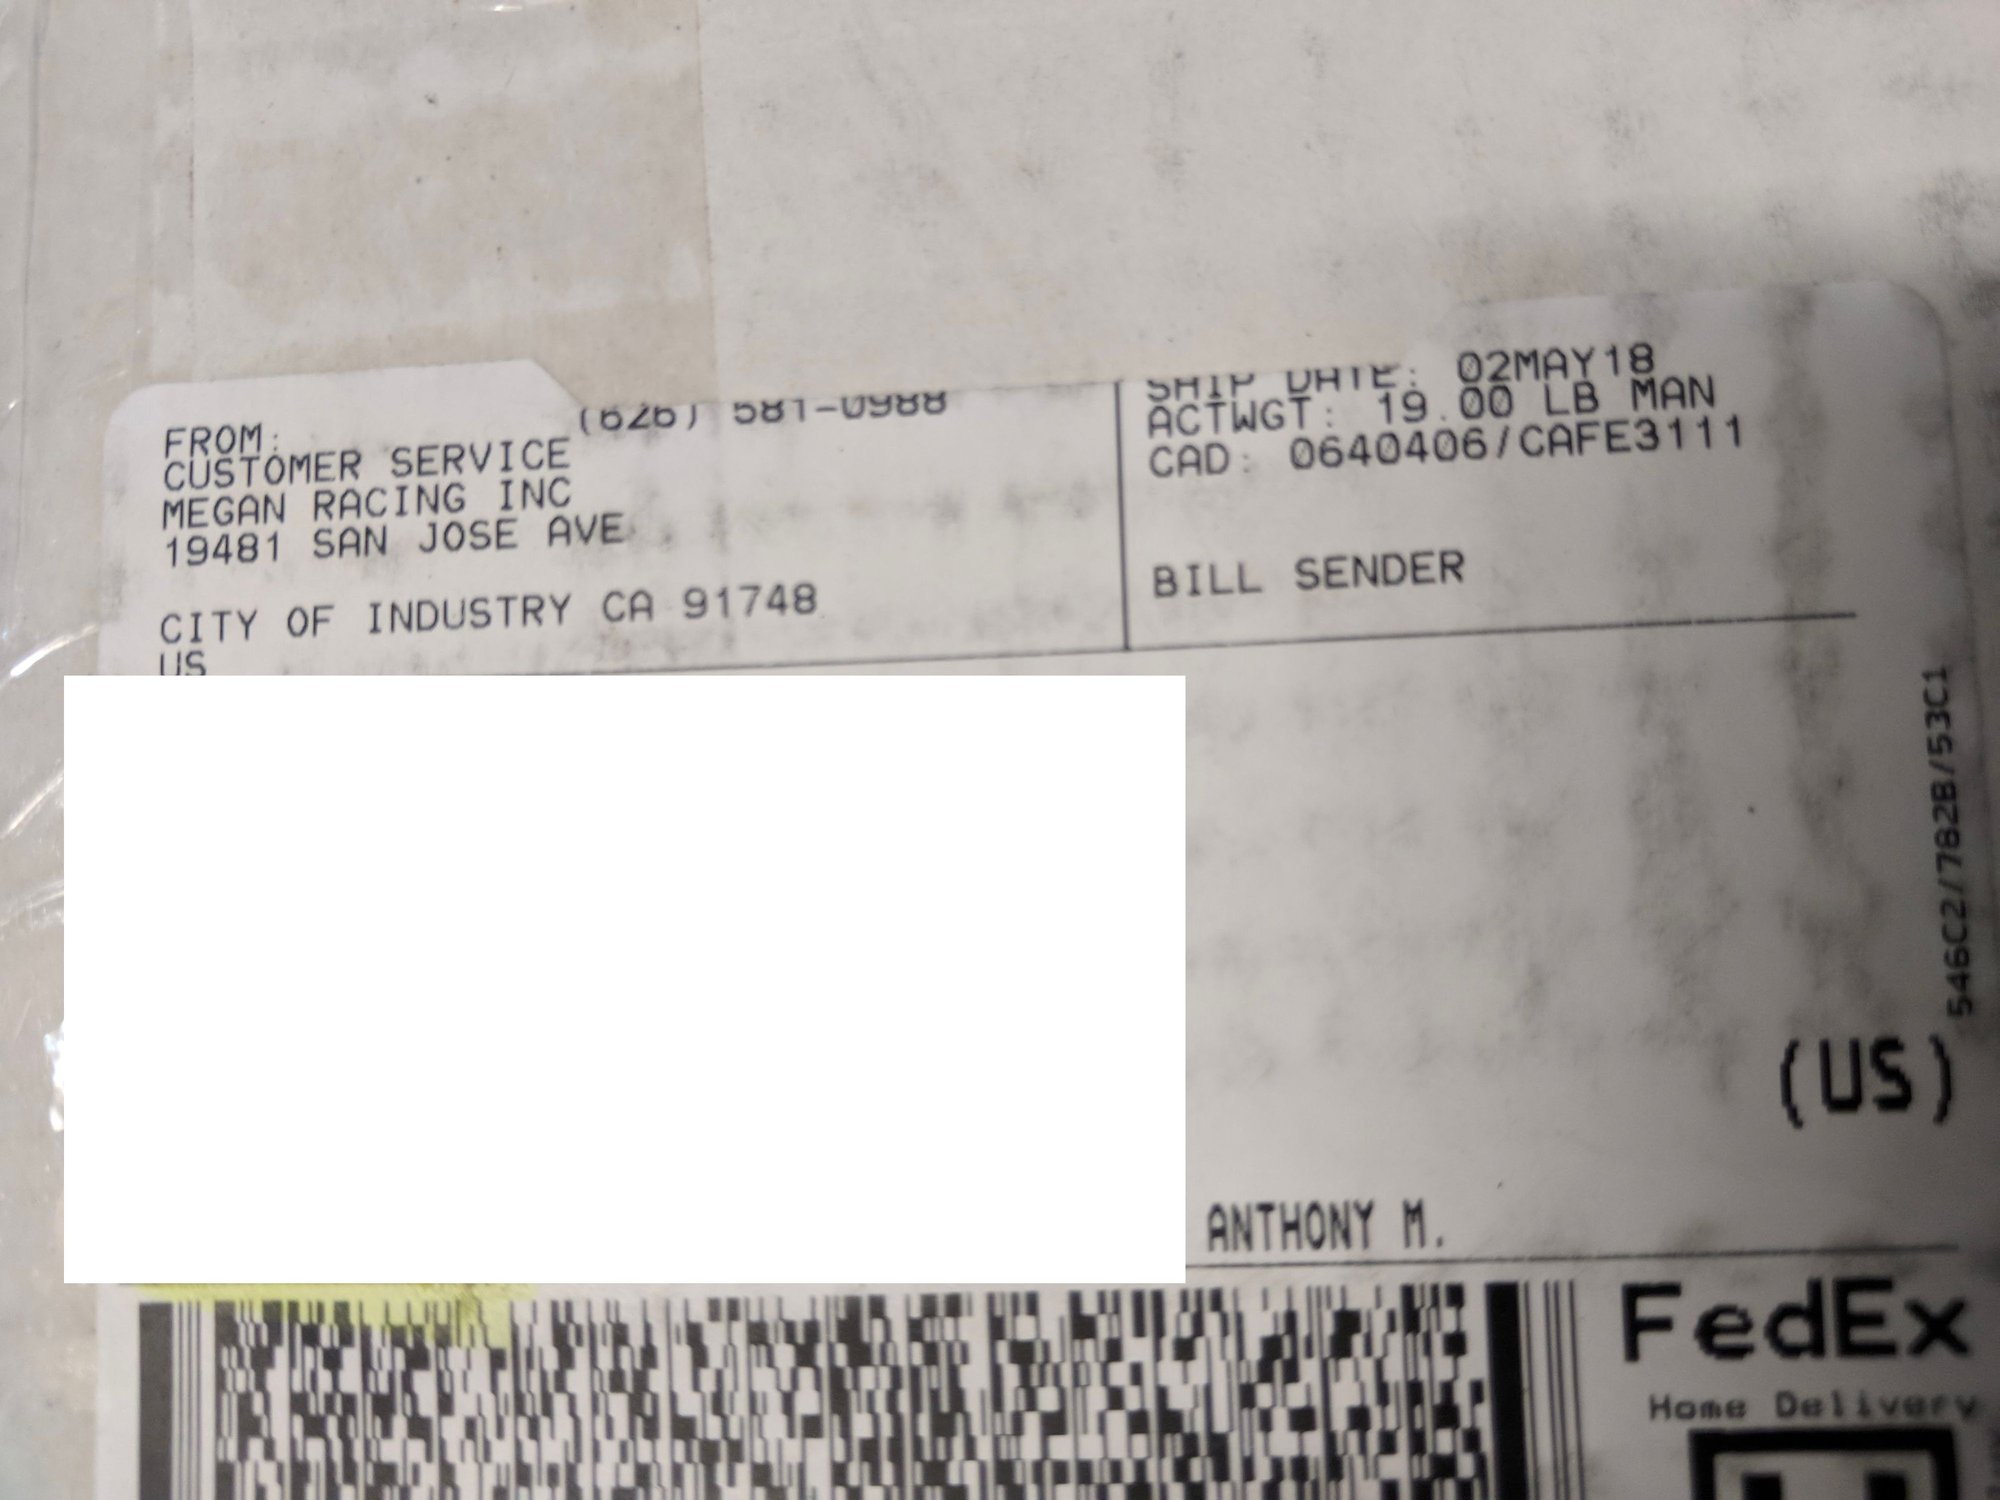 FROM: (626) 581-0988
CUSTOMER SERVICE
MEGAN RACING INC
19481 SAN JOSE AVE
CITY OF INDUSTRY CA 91748
US
SHIP DATE: 02MAY18
ACTWGT: 19.00 LB MAN
CAD: 0640406/CAFE3111
BILL SENDER
546C2/782B/53C1
(US)
ANTHONY M.
FedEx
Home Delivery